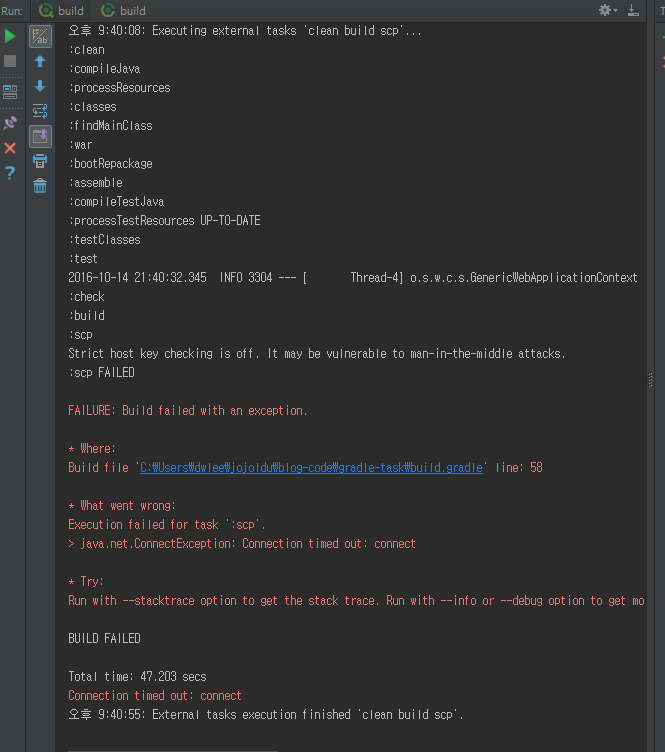 Run: build build
오후 9:40:08: Executing external tasks 'clean build scp'...
:clean
:compileJava
:processResources
:classes
:findMainClass
:war
:bootRepackage
:assemble
:compileTestJava
:processTestResources UP-TO-DATE
:testClasses
:test
2016-10-14 21:40:32.345  INFO 3304 --- [       Thread-4] o.s.w.c.s.GenericWebApplicationContext
:check
:build
:scp
Strict host key checking is off. It may be vulnerable to man-in-the-middle attacks.
:scp FAILED
FAILURE: Build failed with an exception.
* Where:
Build file 'C:₩Users₩dwlee₩jojoldu₩blog-code₩gradle-task₩build.gradle' line: 58
* What went wrong:
Execution failed for task ':scp'.
> java.net.ConnectException: Connection timed out: connect
* Try:
Run with --stacktrace option to get the stack trace. Run with --info or --debug option to get mo
BUILD FAILED
Total time: 47.203 secs
Connection timed out: connect
오후 9:40:55: External tasks execution finished 'clean build scp'.